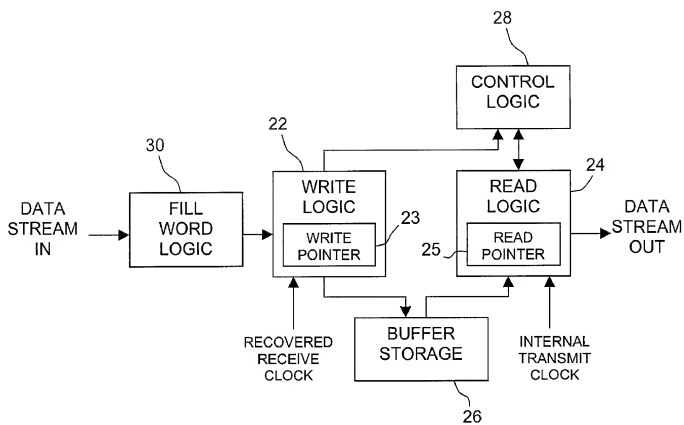 28
CONTROL
LOGIC
22
30
24
WRITE
LOGIC
READ
LOGIC
DATA
STREAM
IN
FILL
WORD
LOGIC
23
WRITE
POINTER
25
READ
POINTER
DATA
STREAM
OUT
RECOVERED
RECEIVE
CLOCK
BUFFER
STORAGE
INTERNAL
TRANSMIT
CLOCK
26